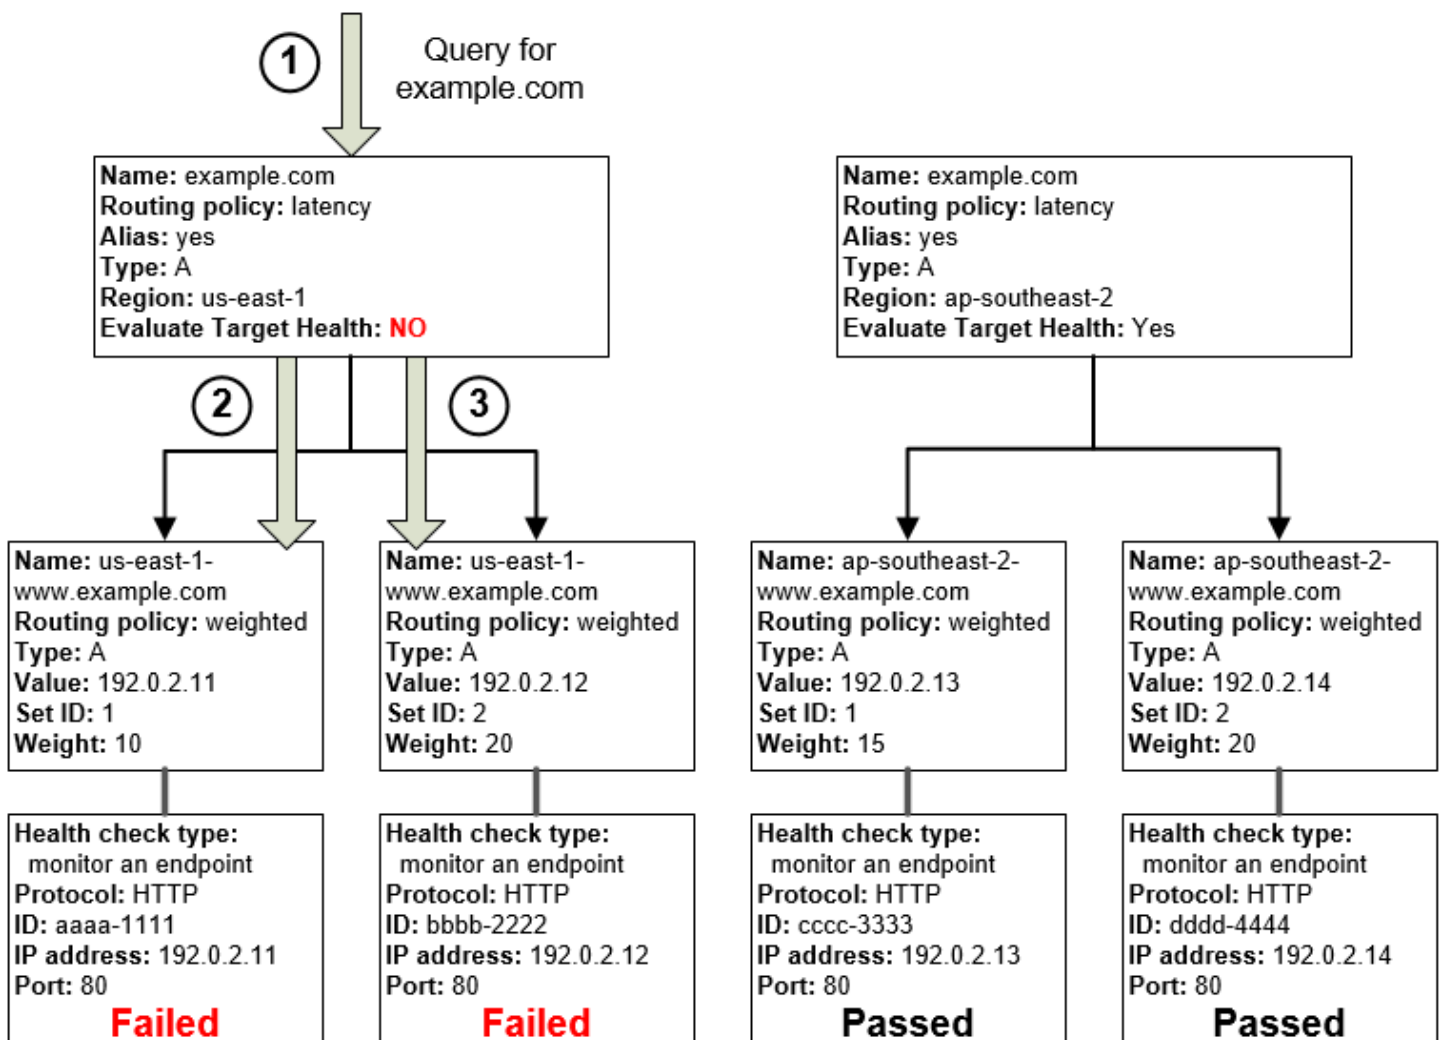 1
Query for
example.com
Name: example.com
Routing policy: latency
Alias: yes
Type: A
Region: us-east-1
Evaluate Target Health: NO
Name: example.com
Routing policy: latency
Alias: yes
Type: A
Region: ap-southeast-2
Evaluate Target Health: Yes
2
3
Name: us-east-1-
www.example.com
Routing policy: weighted
Type: A
Value: 192.0.2.11
Set ID: 1
Weight: 10
Name: us-east-1-
www.example.com
Routing policy: weighted
Type: A
Value: 192.0.2.12
Set ID: 2
Weight: 20
Name: ap-southeast-2-
www.example.com
Routing policy: weighted
Type: A
Value: 192.0.2.13
Set ID: 1
Weight: 15
Name: ap-southeast-2-
www.example.com
Routing policy: weighted
Type: A
Value: 192.0.2.14
Set ID: 2
Weight: 20
Health check type:
monitor an endpoint
Protocol: HTTP
ID: aaaa-1111
IP address: 192.0.2.11
Port: 80
Failed
Health check type:
monitor an endpoint
Protocol: HTTP
ID: bbbb-2222
IP address: 192.0.2.12
Port: 80
Failed
Health check type:
monitor an endpoint
Protocol: HTTP
ID: cccc-3333
IP address: 192.0.2.13
Port: 80
Passed
Health check type:
monitor an endpoint
Protocol: HTTP
ID: dddd-4444
IP address: 192.0.2.14
Port: 80
Passed